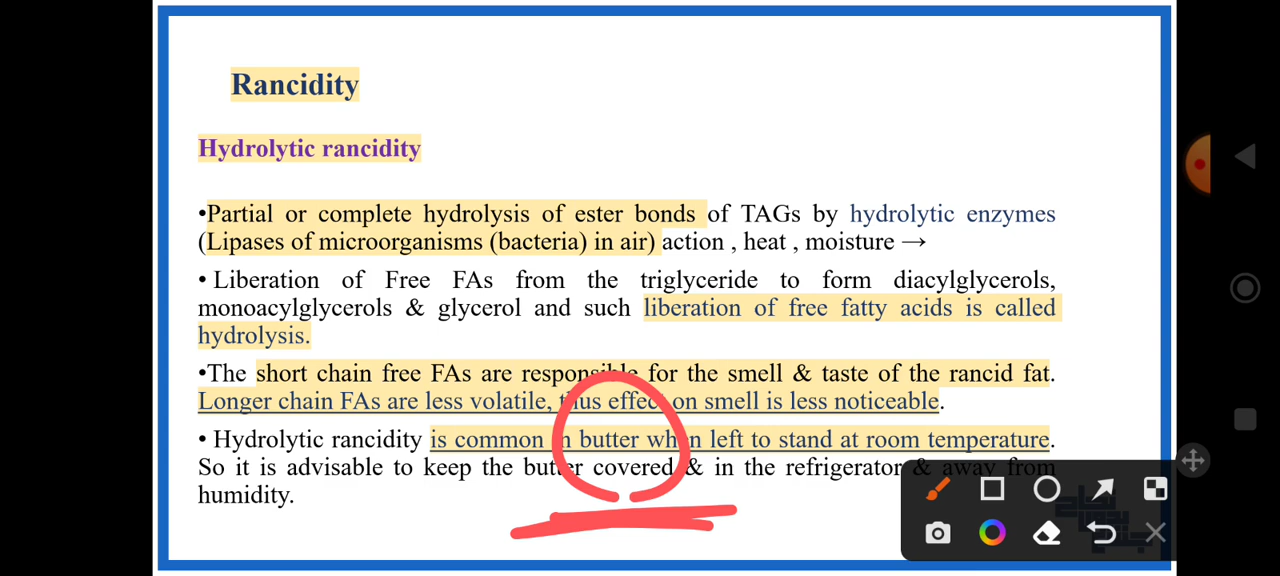 Rancidity
Hydrolytic rancidity
•Partial or complete hydrolysis of ester bonds of TAGs by hydrolytic enzymes
(Lipases of microorganisms (bacteria) in air) action , heat , moisture →
• Liberation of Free FAs from the triglyceride to form diacylglycerols,
monoacylglycerols & glycerol and such liberation of free fatty acids is called
hydrolysis.
•The short chain free FAs are responsible for the smell & taste of the rancid fat.
Longer chain FAs are less volatile, thus effect on smell is less noticeable.
• Hydrolytic rancidity is common in butter when left to stand at room temperature.
So it is advisable to keep the butter covered & in the refrigerator & away from
humidity.